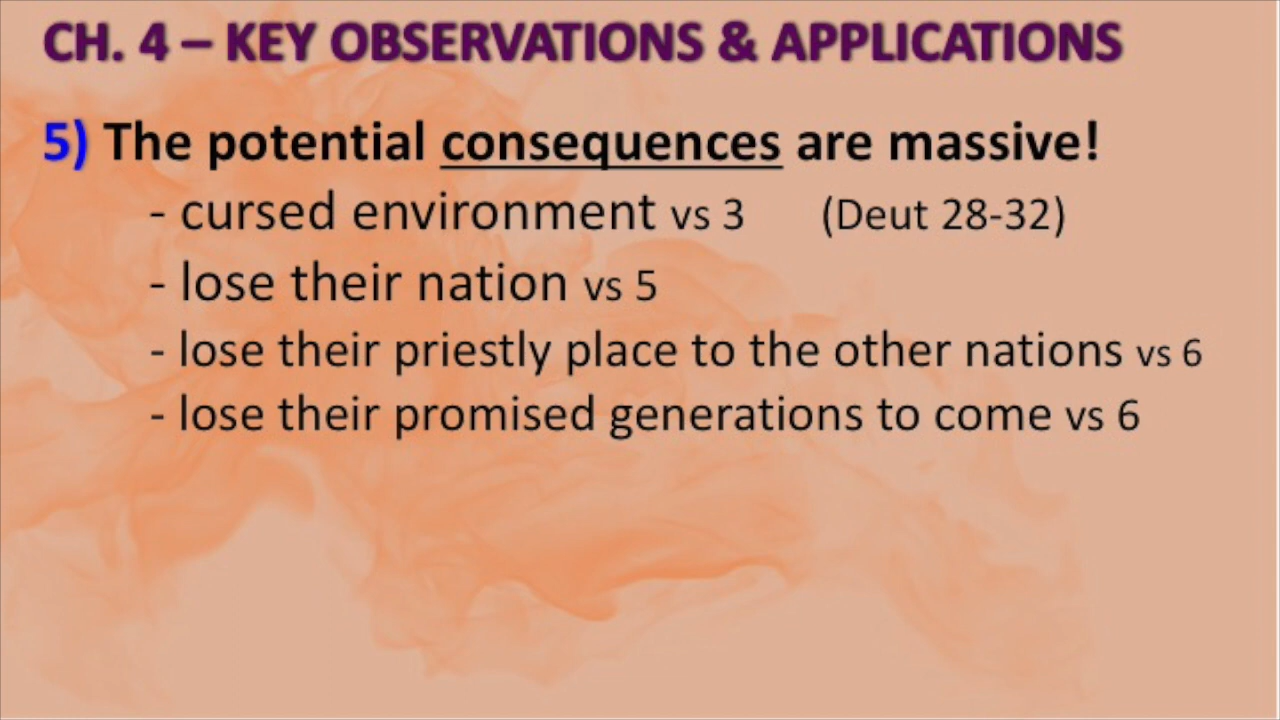 CH. 4 – KEY OBSERVATIONS & APPLICATIONS
5) The potential consequences are massive!
- cursed environment vs 3 (Deut 28-32)
- lose their nation vs 5
- lose their priestly place to the other nations vs 6
- lose their promised generations to come vs 6